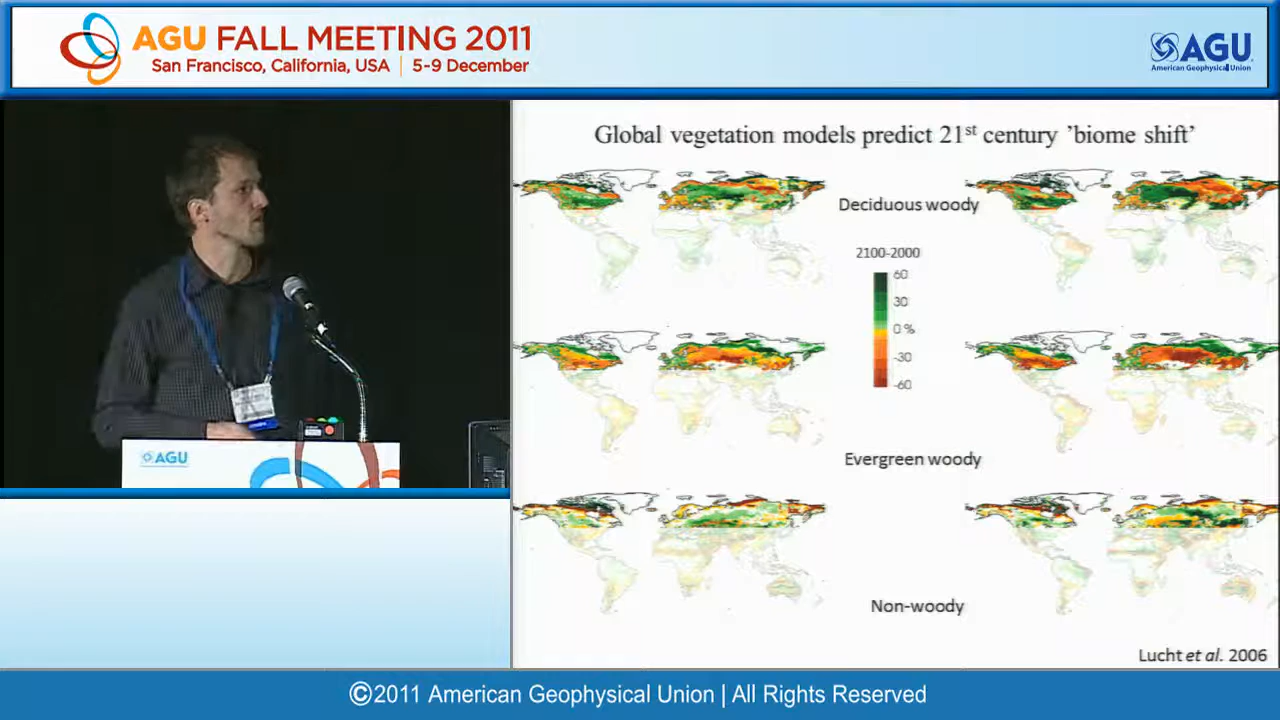 AGU FALL MEETING 2011
San Francisco, California, USA | 5-9 December
AGU
American Geophysical Union
Global vegetation models predict 21st century ’biome shift’
Deciduous woody
2100-2000
60
30
0 %
-30
-60
Evergreen woody
Non-woody
Lucht et al. 2006
AGU
©2011 American Geophysical Union | All Rights Reserved